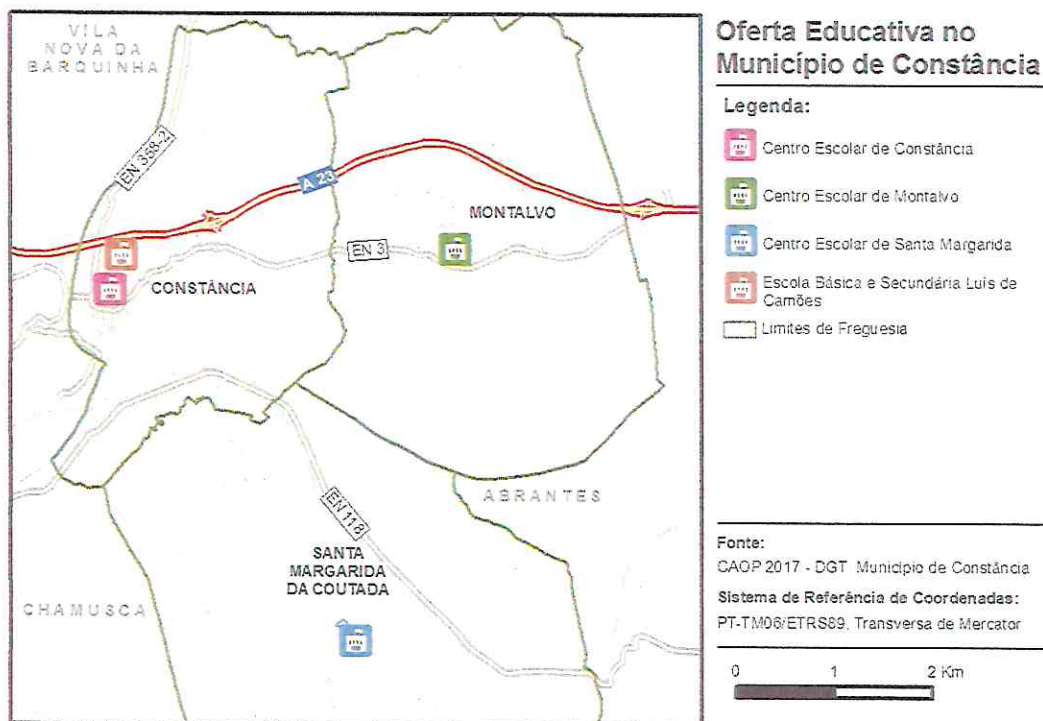 VILA
NOVA DA
BARQUINHA
EN 358-2
A 23
MONTALVO
EN 3
CONSTÂNCIA
ABRANTES
EN 118
SANTA
MARGARIDA
DA COUTADA
CHAMUSCA
Oferta Educativa no
Município de Constância
Legenda:
Centro Escolar de Constância
Centro Escolar de Montalvo
Centro Escolar de Santa Margarida
Escola Básica e Secundária Luís de
Camões
Limites de Freguesia
Fonte:
CAOP 2017 - DGT Município de Constância
Sistema de Referência de Coordenadas:
PT-TM06/ETRS89, Transversa de Mercator
0 1 2 Km